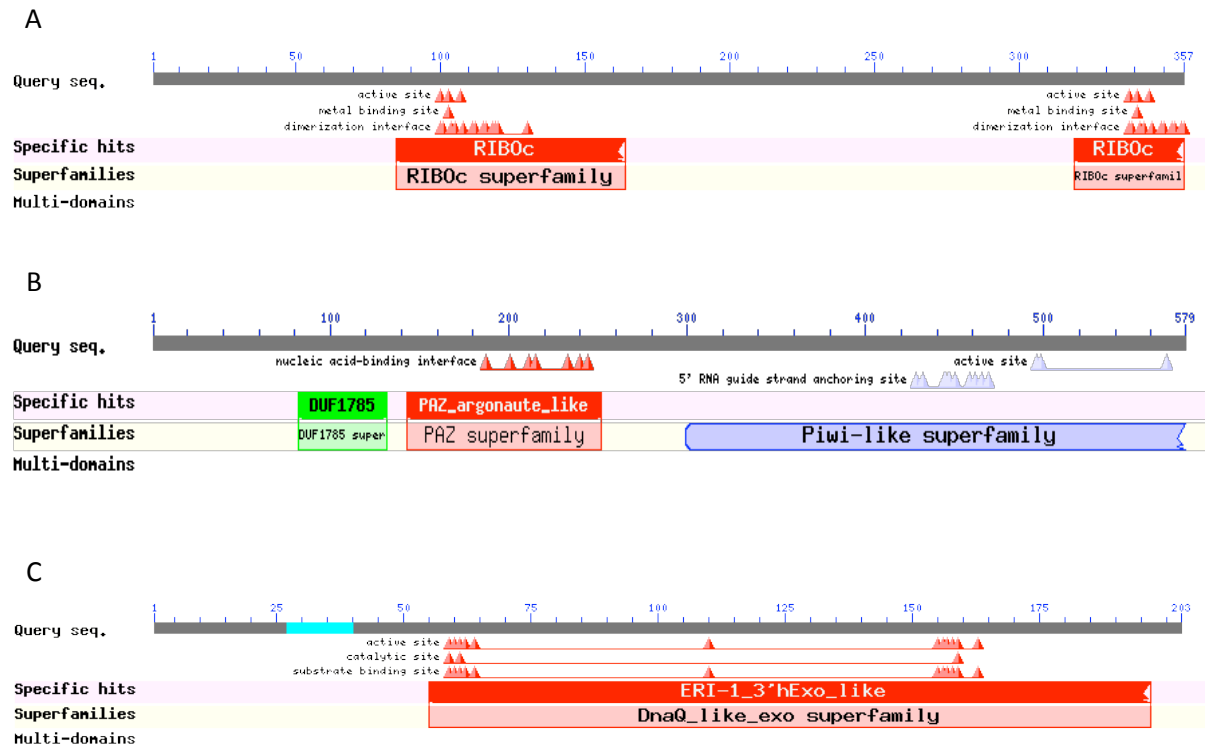 A
1 50 100 150 200 250 300 357
Query seq.
active site active site
metal binding site metal binding site
dimerization interface dimerization interface
Specific hits RIBOc RIBOc
Superfamilies RIBOc superfamily RIBOc superfamil
Multi-domains
B
1 100 200 300 400 500 579
Query seq.
nucleic acid-binding interface active site
5' RNA guide strand anchoring site
Specific hits DUF1785 PAZ_argonaute_like
Superfamilies DUF1785 super PAZ superfamily Piwi-like superfamily
Multi-domains
C
1 25 50 75 100 125 150 175 203
Query seq.
active site
catalytic site
substrate binding site
Specific hits ERI-1_3'hExo_like
Superfamilies DnaQ_like_exo superfamily
Multi-domains